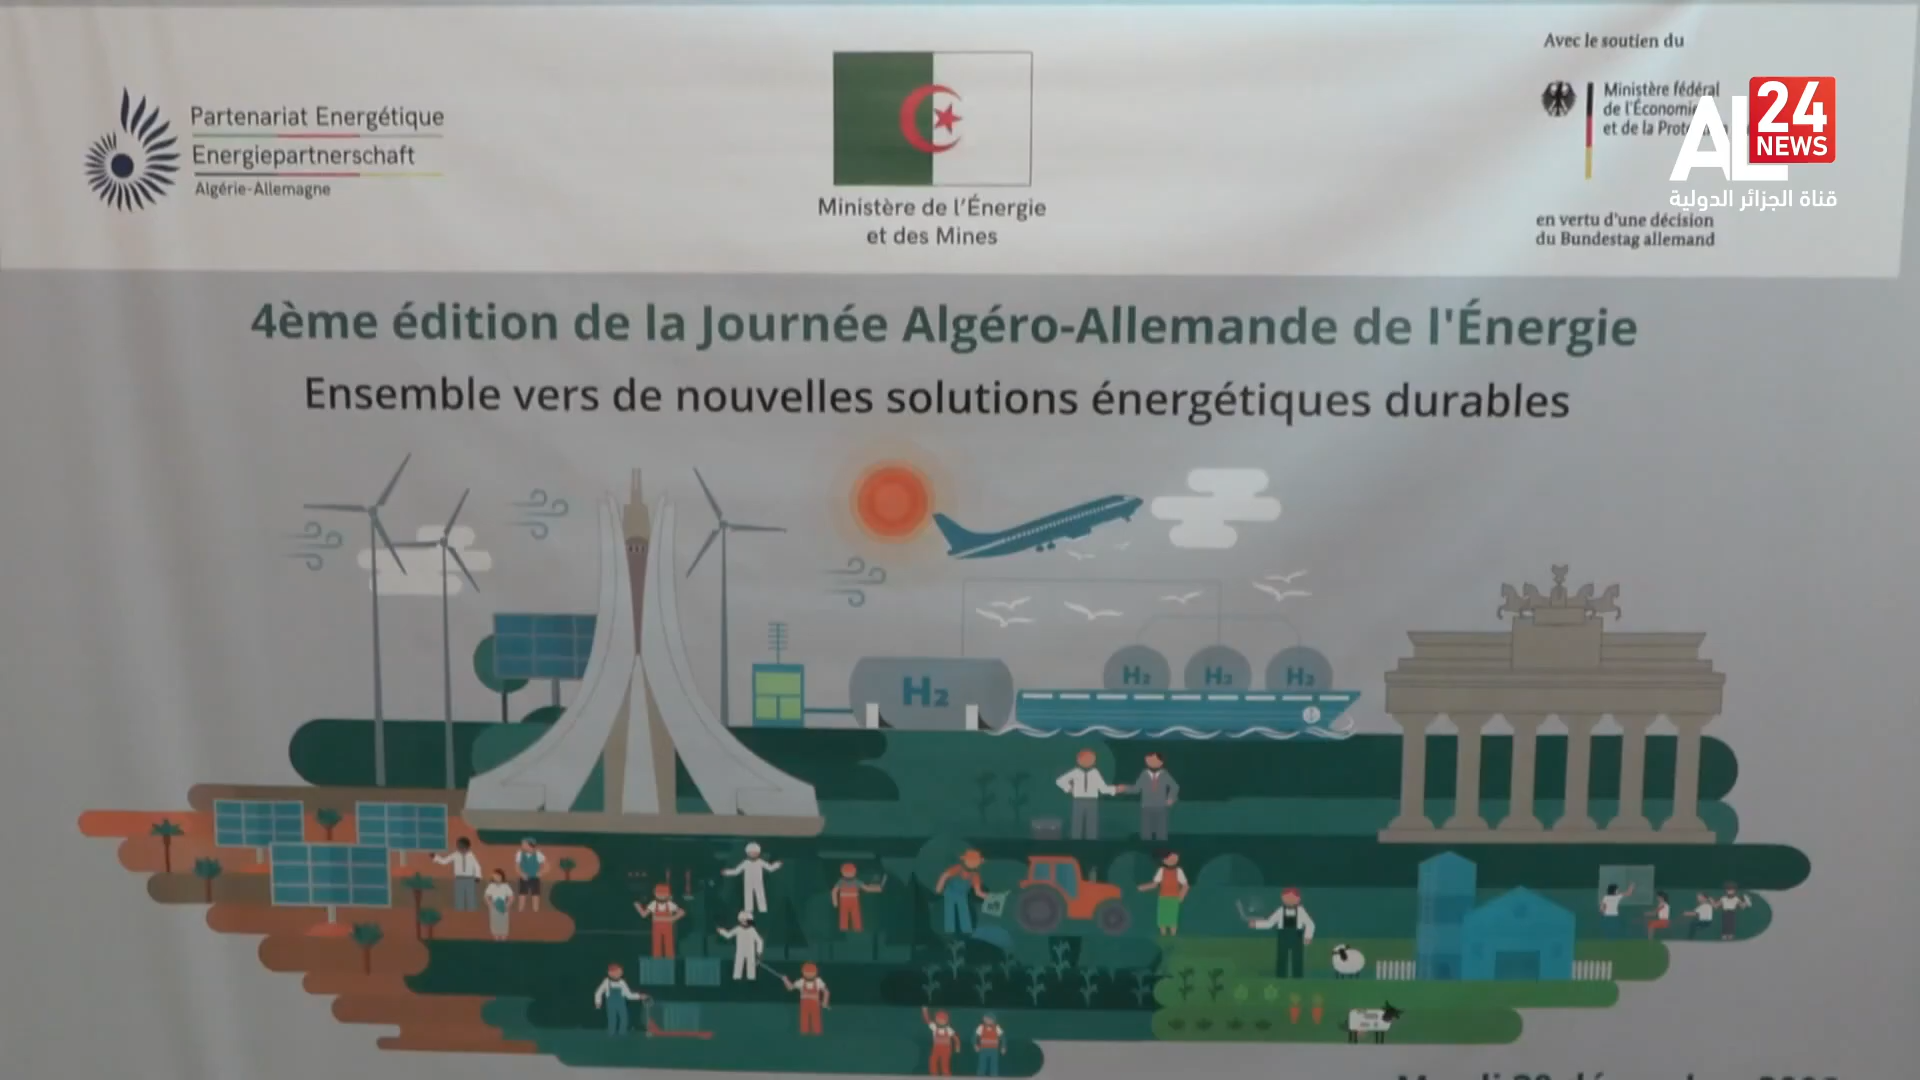 Partenariat Energétique
Energiepartnerschaft
Algérie-Allemagne
Ministère de l'Énergie
et des Mines
Avec le soutien du
Ministère fédéral
de l'Économie
et de la
en vertu d'une décision
du Bundestag allemand
AL
24
NEWS
قناة الجزائر الدولية
4ème édition de la Journée Algéro-Allemande de l'Énergie
Ensemble vers de nouvelles solutions énergétiques durables
H₂
H₂
H₂
H₂